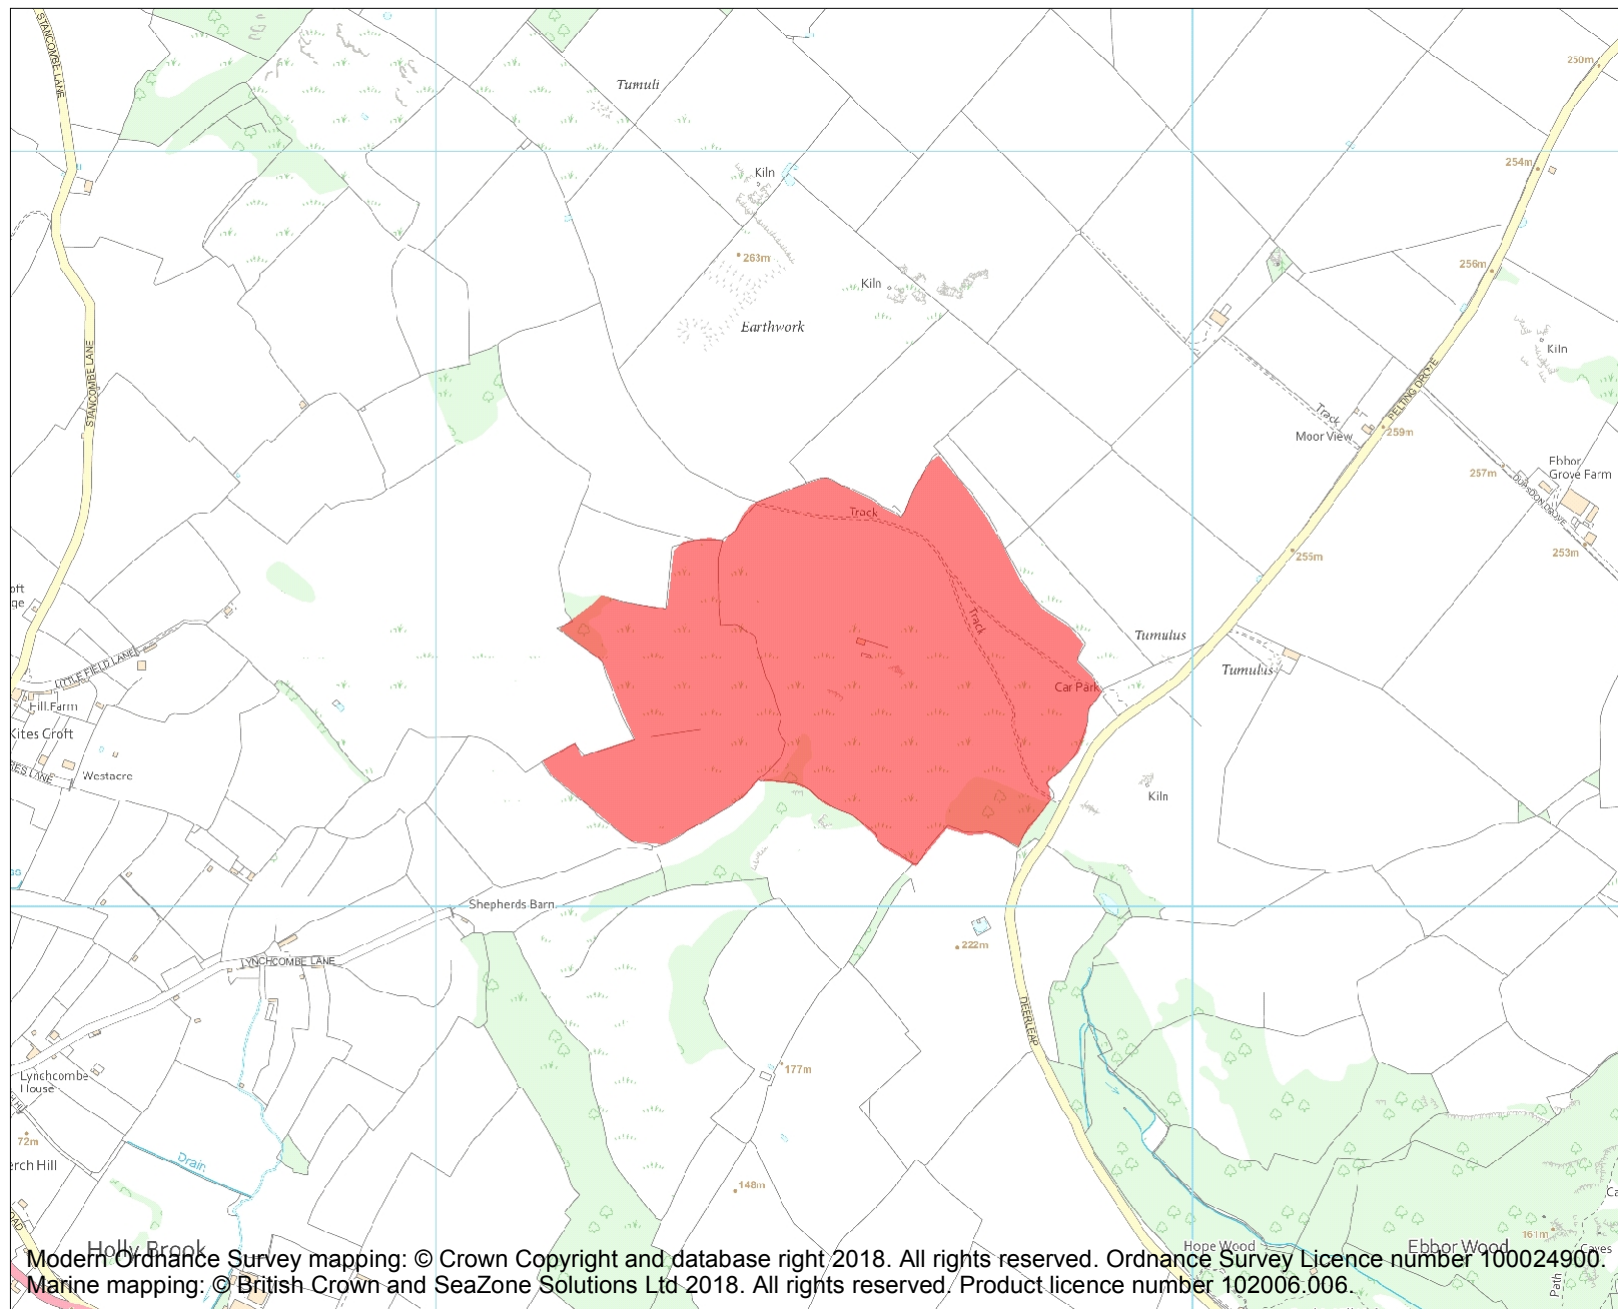 STANCOMBE LANE
250m
Tumuli
254m
Kiln
263m
256m
Kiln
Earthwork
Kiln
STANCOMBE LANE
PELTING DROVE
Track
Moor View
259m
Ebbor
Grove Farm
257m
DURSDON DROVE
Track
255m
253m
Track
Tumulus
Tumulus
LITTLE FIELD LANE
Car Park
Hill Farm
Kites Croft
Westacre
Kiln
Shepherds Barn
222m
LYNCHCOMBE LANE
DEERLEAP
177m
Lynchcombe
House
72m
Drain
erch Hill
148m
161m
Holly Brook
Hope Wood
Ebbor Wood
Caves
Path
Modern Ordnance Survey mapping: © Crown Copyright and database right 2018. All rights reserved. Ordnance Survey Licence number 100024900.
Marine mapping: © British Crown and SeaZone Solutions Ltd 2018. All rights reserved. Product licence number 102006.006.